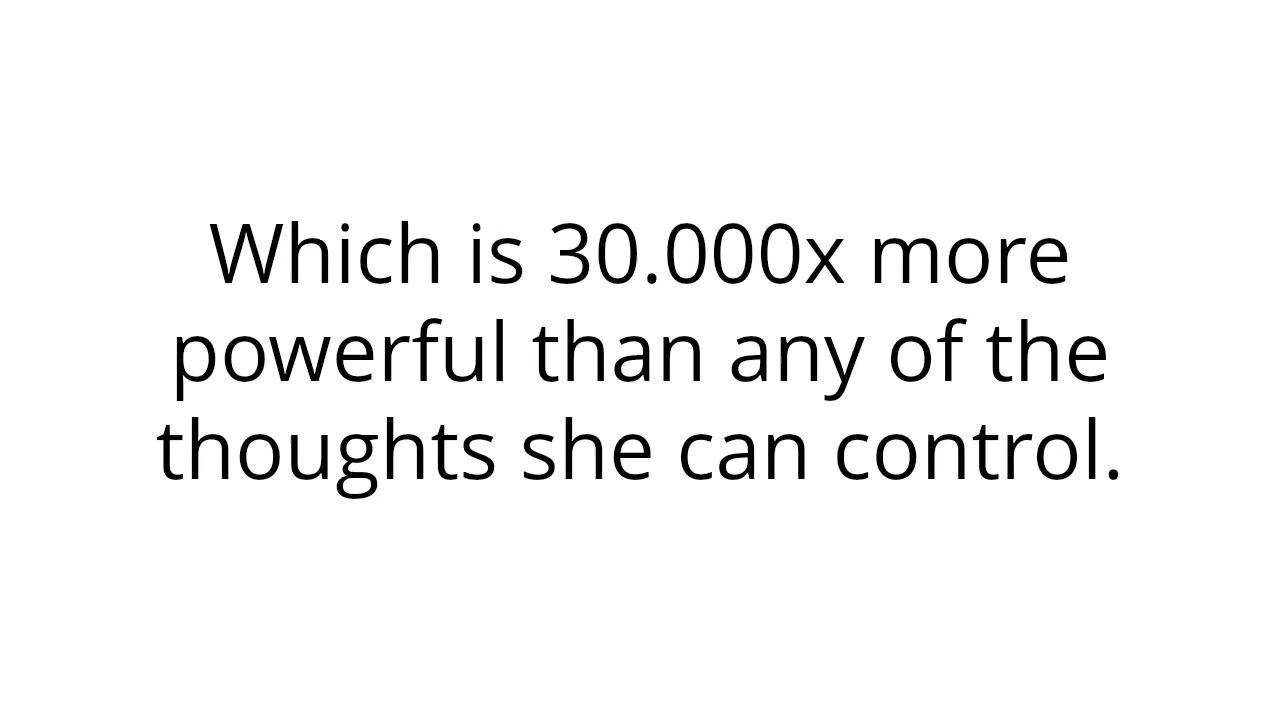 Which is 30.000x more
powerful than any of the
thoughts she can control.